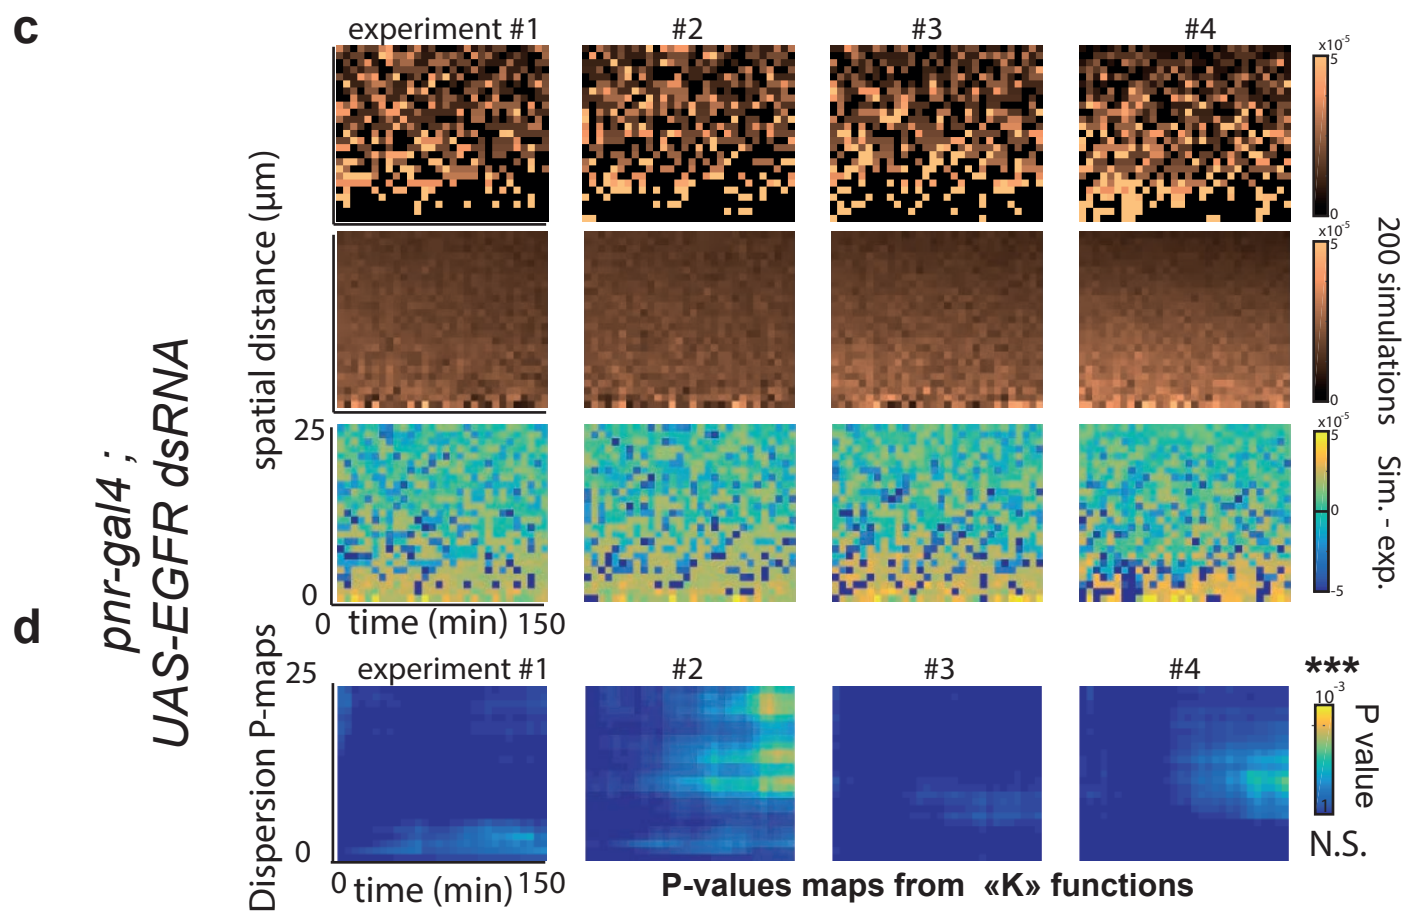 c
experiment #1
#2
#3
#4
x10-5
5
0
x10-5
5
0
200 simulations
x10-5
5
0
-5
Sim. - exp.
spatial distance (µm)
25
0
0
time (min)
150
pnr-gal4 ;
UAS-EGFR dsRNA
d
Dispersion P-maps
25
0
experiment #1
#2
#3
#4
***
10-3
1
P value
N.S.
0
time (min)
150
P-values maps from «K» functions